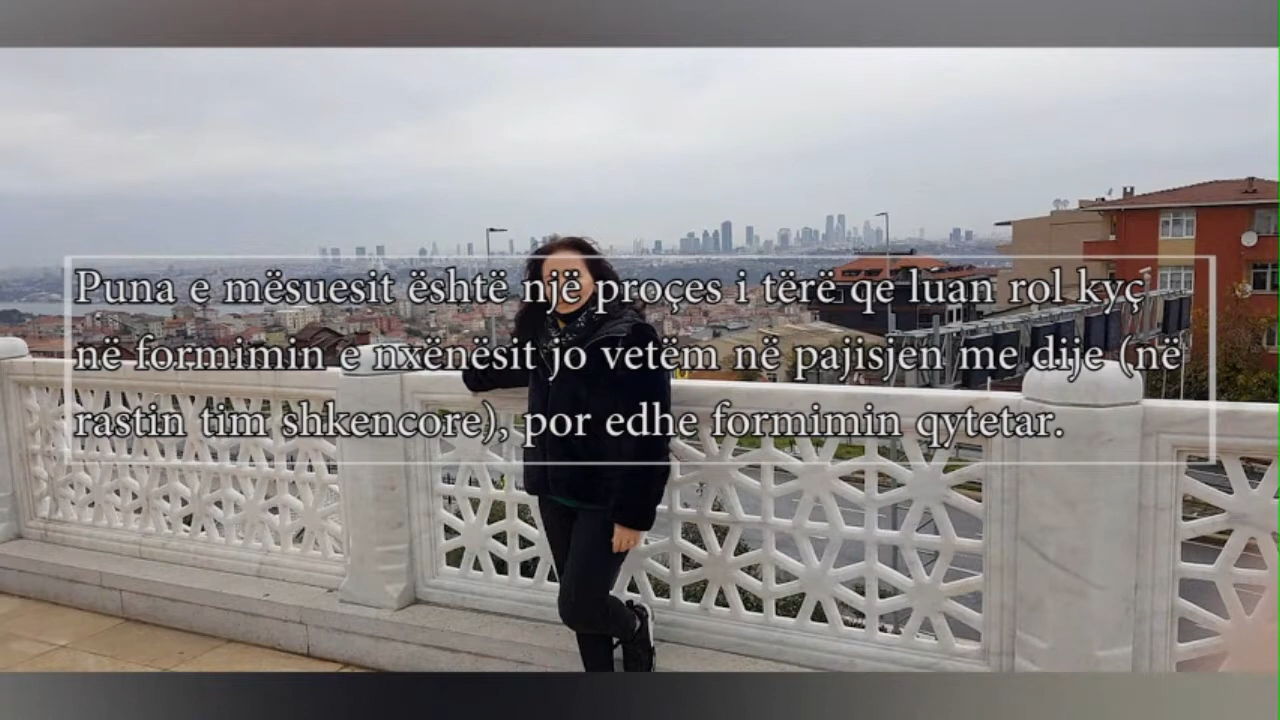 Puna e mësuesit është një proçes i tërë qe luan rol kyç
në formimin e nxënësit jo vetëm në pajisjen me dije (në
rastin tim shkencore), por edhe formimin qytetar.